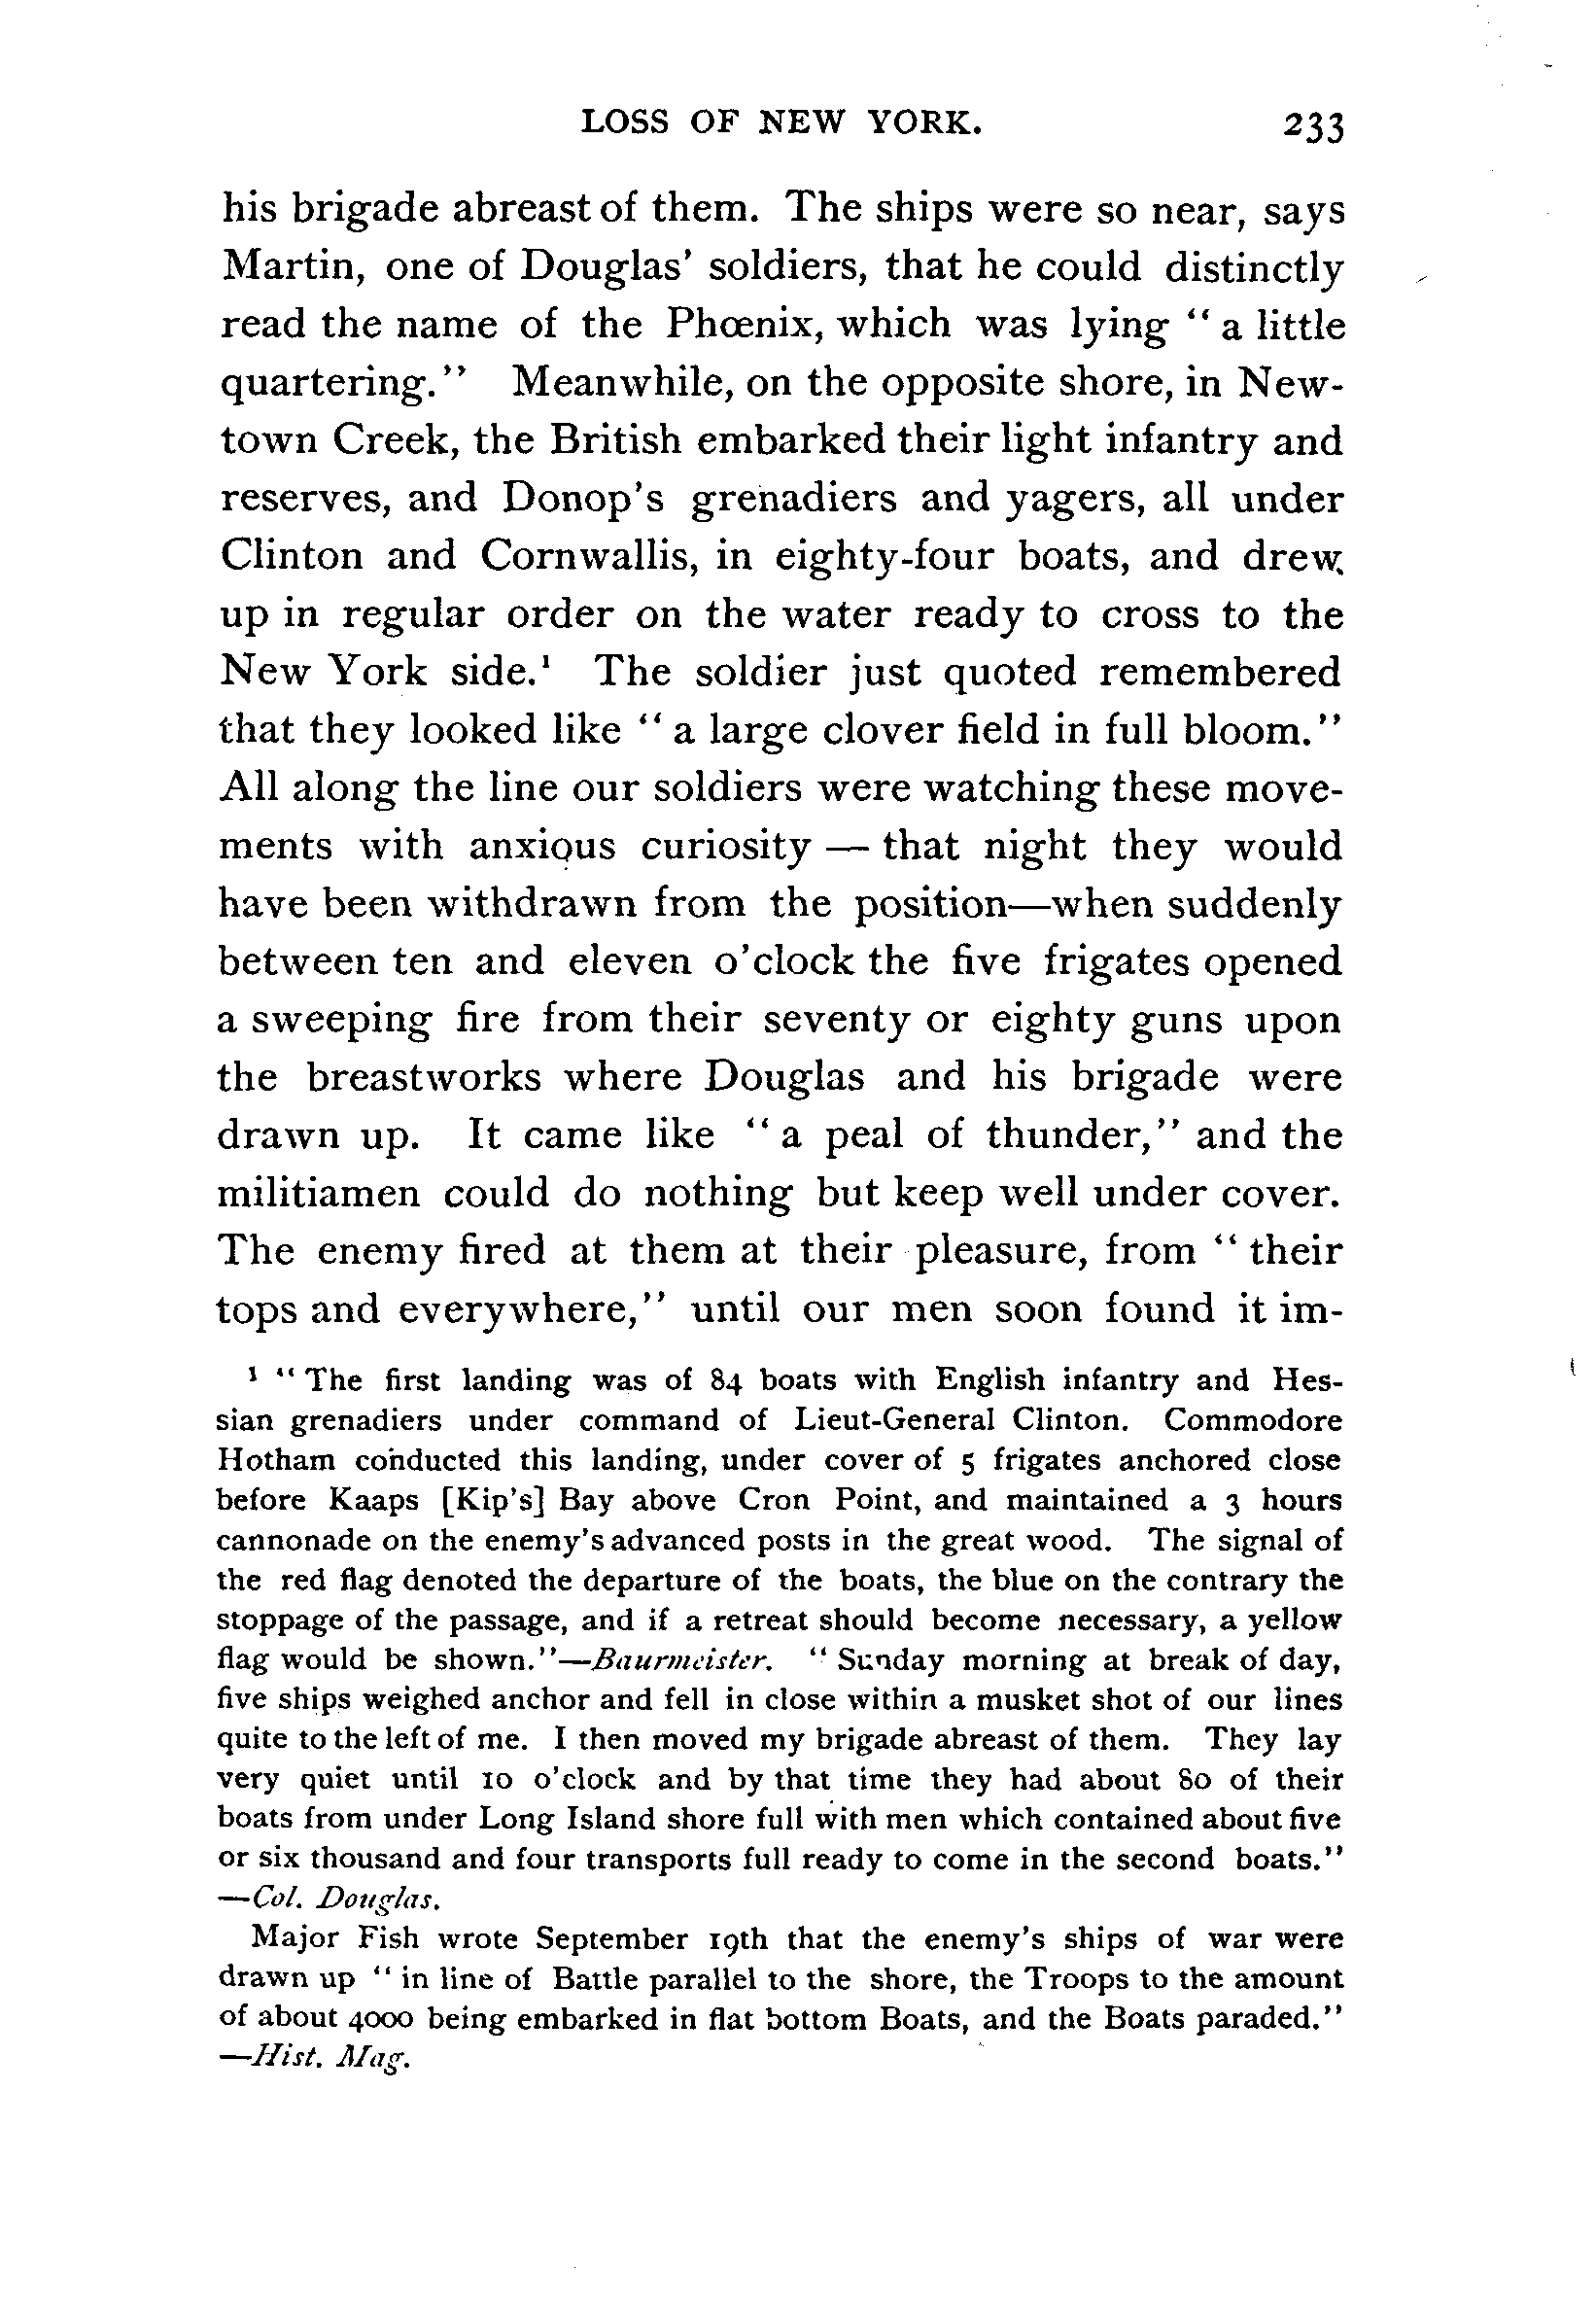 LOSS OF NEW YORK. 233
his brigade abreast of them. The ships were so near, says
Martin, one of Douglas' soldiers, that he could distinctly
read the name of the Phœnix, which was lying "a little
quartering." Meanwhile, on the opposite shore, in New-
town Creek, the British embarked their light infantry and
reserves, and Donop's grenadiers and yagers, all under
Clinton and Cornwallis, in eighty-four boats, and drew
up in regular order on the water ready to cross to the
New York side.¹ The soldier just quoted remembered
that they looked like "a large clover field in full bloom."
All along the line our soldiers were watching these move-
ments with anxious curiosity — that night they would
have been withdrawn from the position—when suddenly
between ten and eleven o'clock the five frigates opened
a sweeping fire from their seventy or eighty guns upon
the breastworks where Douglas and his brigade were
drawn up. It came like "a peal of thunder," and the
militiamen could do nothing but keep well under cover.
The enemy fired at them at their pleasure, from "their
tops and everywhere," until our men soon found it im-
¹ "The first landing was of 84 boats with English infantry and Hes-
sian grenadiers under command of Lieut-General Clinton. Commodore
Hotham conducted this landing, under cover of 5 frigates anchored close
before Kaaps [Kip's] Bay above Cron Point, and maintained a 3 hours
cannonade on the enemy's advanced posts in the great wood. The signal of
the red flag denoted the departure of the boats, the blue on the contrary the
stoppage of the passage, and if a retreat should become necessary, a yellow
flag would be shown."—Baurmeister. "Sunday morning at break of day,
five ships weighed anchor and fell in close within a musket shot of our lines
quite to the left of me. I then moved my brigade abreast of them. They lay
very quiet until 10 o'clock and by that time they had about 80 of their
boats from under Long Island shore full with men which contained about five
or six thousand and four transports full ready to come in the second boats."
—Col. Douglas.
Major Fish wrote September 19th that the enemy's ships of war were
drawn up "in line of Battle parallel to the shore, the Troops to the amount
of about 4000 being embarked in flat bottom Boats, and the Boats paraded."
—Hist. Mag.